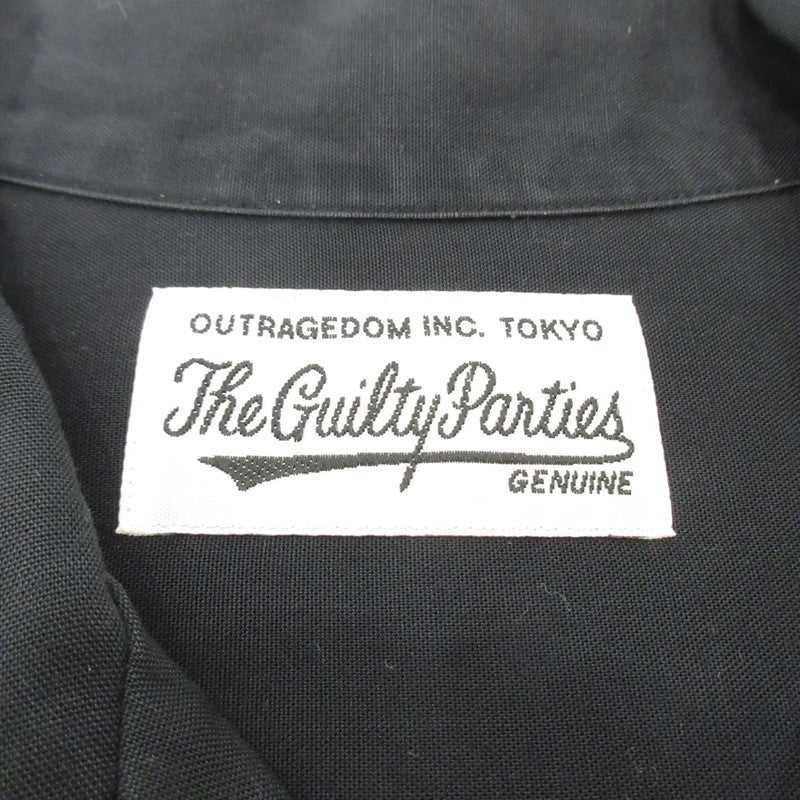 OUTRAGEDOM INC. TOKYO
The Guilty Parties
GENUINE